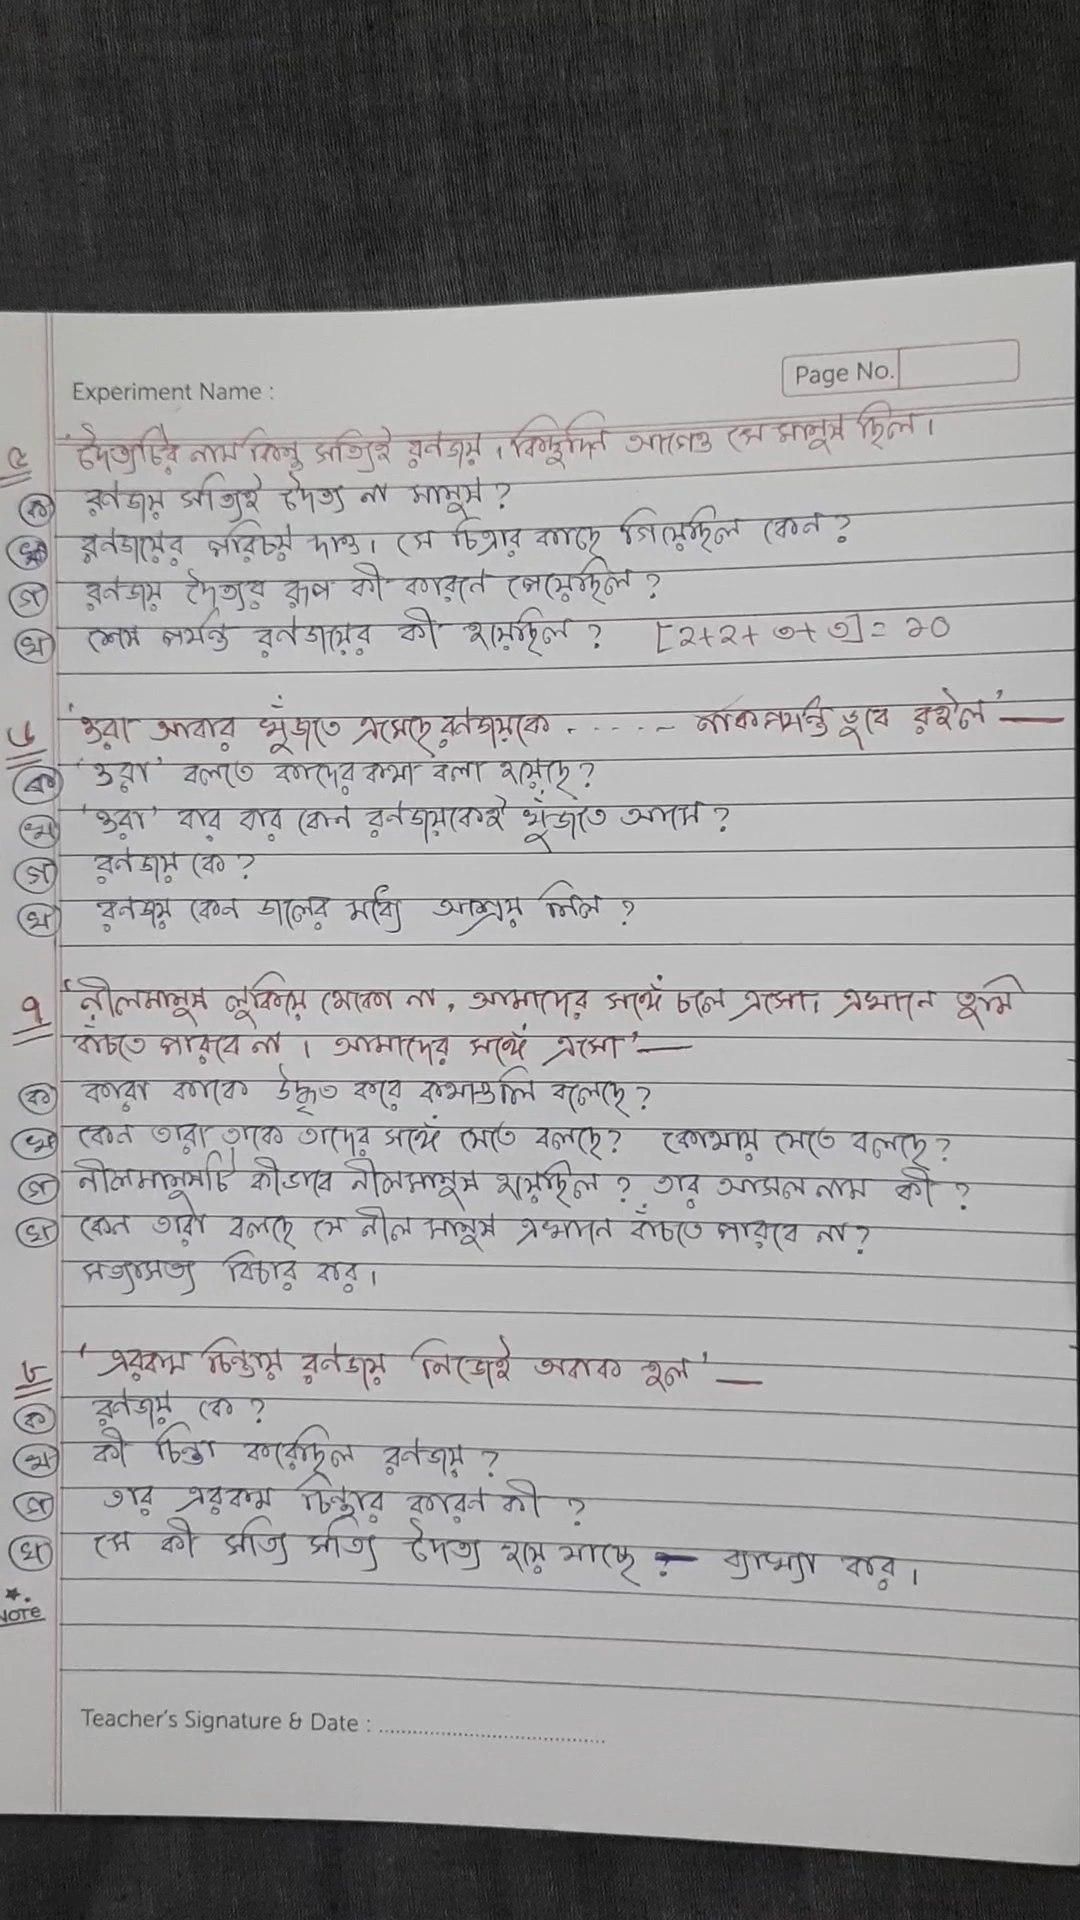 Experiment Name :
Page No.
৫ 'দৈত্যটির নাম কিন্তু সত্যিই রণজয়। কিছুদিন আগেও সে মানুষ ছিল।
ক রণজয় সত্যিই দৈত্য না মানুষ?
খ রণজয়ের পরিচয় দাও। সে চিত্রার কাছে গিয়েছিল কেন?
গ রণজয় দৈত্যর রূপ কী কারনে পেয়েছিল?
ঘ শেষ পর্যন্ত রণজয়ের কী হয়েছিল? [২+২+৩+৩]=১০
৬ 'ওরা আবার খুঁজতে এসেছে রণজয়কে ...... নাক পর্যন্ত ডুবে রইল' —
ক 'ওরা' বলতে কাদের কথা বলা হয়েছে?
খ 'ওরা' বার বার কেন রণজয়কেই খুঁজতে আসে?
গ রণজয় কে?
ঘ রণজয় কেন জলের মধ্যে আশ্রয় নিল?
৭ 'নীলমানুষ লুকিয়ে থেকো না, আমাদের সঙ্গে চলে এসো। এখানে তুমি
বাঁচতে পারবে না। আমাদের সঙ্গে এসো' —
ক কারা কাকে উদ্ধৃত করে কথাগুলি বলেছে?
খ কেন তারা তাকে তাদের সঙ্গে যেতে বলছে? কোথায় যেতে বলছে?
গ নীলমানুষটি কীভাবে নীলমানুষ হয়েছিল? তার আসল নাম কী?
ঘ কেন তারা বলছে যে নীল মানুষ এখানে বাঁচতে পারবে না?
সত্যাসত্য বিচার কর।
৮ 'এরকম চিন্তায় রণজয় নিজেই অবাক হল' —
ক রণজয় কে?
খ কী চিন্তা করেছিল রণজয়?
গ তার এরকম চিন্তার কারন কী?
ঘ সে কী সত্যি সত্যি দৈত্য হয়ে যাচ্ছে — ব্যাখ্যা কর।
NOTE
Teacher's Signature & Date : ........................................